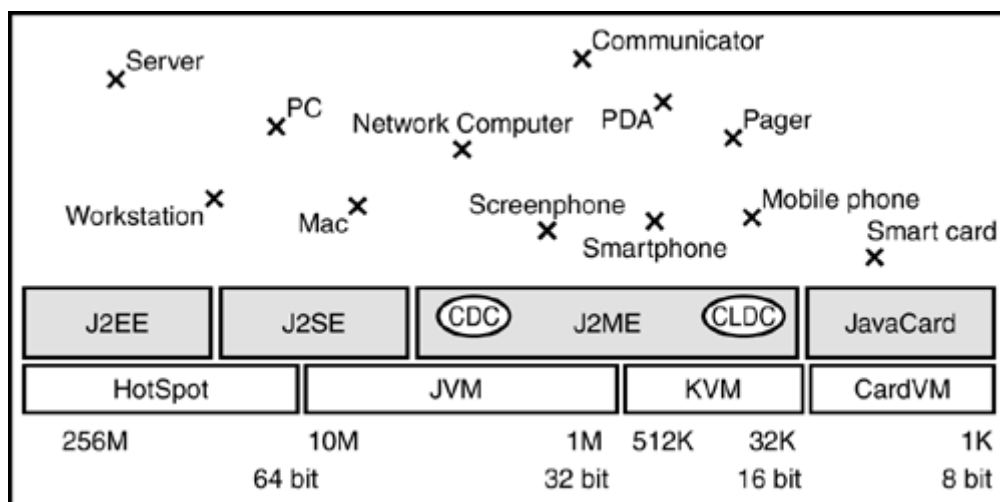 Communicator
Server
PC
PDA
Pager
Network Computer
Workstation
Mac
Screenphone
Smartphone
Mobile phone
Smart card
J2EE
J2SE
CDC
J2ME
CLDC
JavaCard
HotSpot
JVM
KVM
CardVM
256M 10M 1M 512K 32K 1K
64 bit 32 bit 16 bit 8 bit